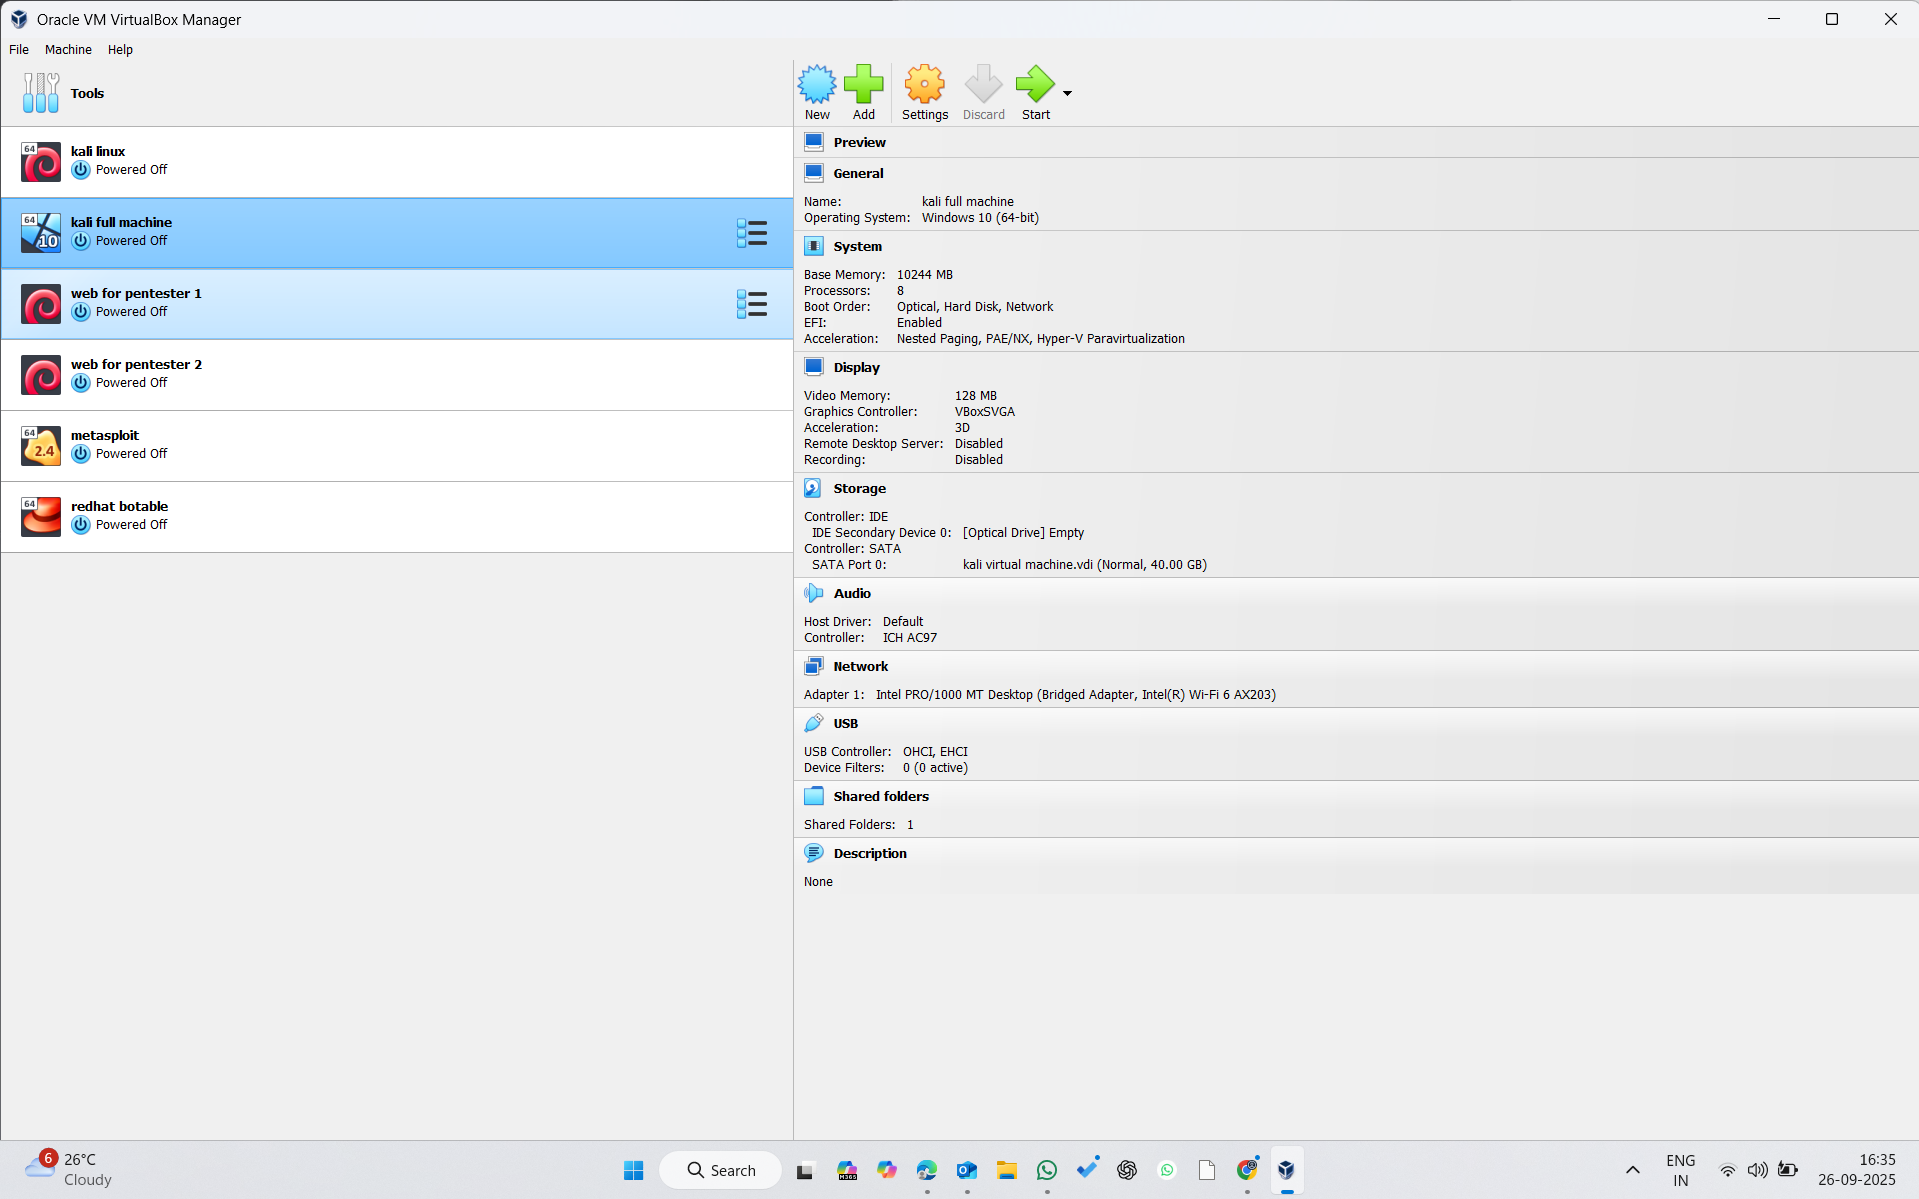 Oracle VM VirtualBox Manager
File Machine Help
Tools
64
kali linux
Powered Off
64
10
kali full machine
Powered Off
web for pentester 1
Powered Off
web for pentester 2
Powered Off
64
2.4
metasploit
Powered Off
64
redhat botable
Powered Off
New Add Settings Discard Start
Preview
General
Name: kali full machine
Operating System: Windows 10 (64-bit)
System
Base Memory: 10244 MB
Processors: 8
Boot Order: Optical, Hard Disk, Network
EFI: Enabled
Acceleration: Nested Paging, PAE/NX, Hyper-V Paravirtualization
Display
Video Memory: 128 MB
Graphics Controller: VBoxSVGA
Acceleration: 3D
Remote Desktop Server: Disabled
Recording: Disabled
Storage
Controller: IDE
IDE Secondary Device 0: [Optical Drive] Empty
Controller: SATA
SATA Port 0: kali virtual machine.vdi (Normal, 40.00 GB)
Audio
Host Driver: Default
Controller: ICH AC97
Network
Adapter 1: Intel PRO/1000 MT Desktop (Bridged Adapter, Intel(R) Wi-Fi 6 AX203)
USB
USB Controller: OHCI, EHCI
Device Filters: 0 (0 active)
Shared folders
Shared Folders: 1
Description
None
6
26°C
Cloudy
Search
M365
ENG
IN
16:35
26-09-2025